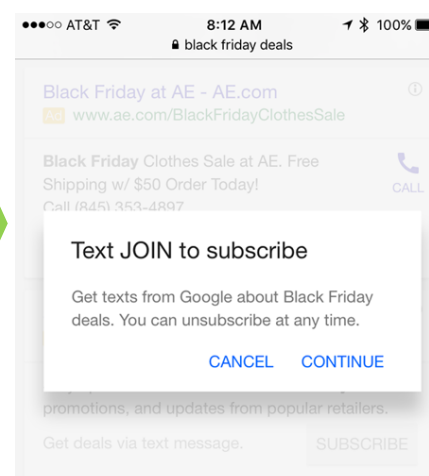 AT&T 8:12 AM 100%
black friday deals
Black Friday at AE - AE.com
Ad www.ae.com/BlackFridayClothesSale
Black Friday Clothes Sale at AE. Free
Shipping w/ $50 Order Today!
CALL
Call (845) 353-4897
Text JOIN to subscribe
Get texts from Google about Black Friday
deals. You can unsubscribe at any time.
CANCEL CONTINUE
promotions, and updates from popular retailers.
Get deals via text message. SUBSCRIBE